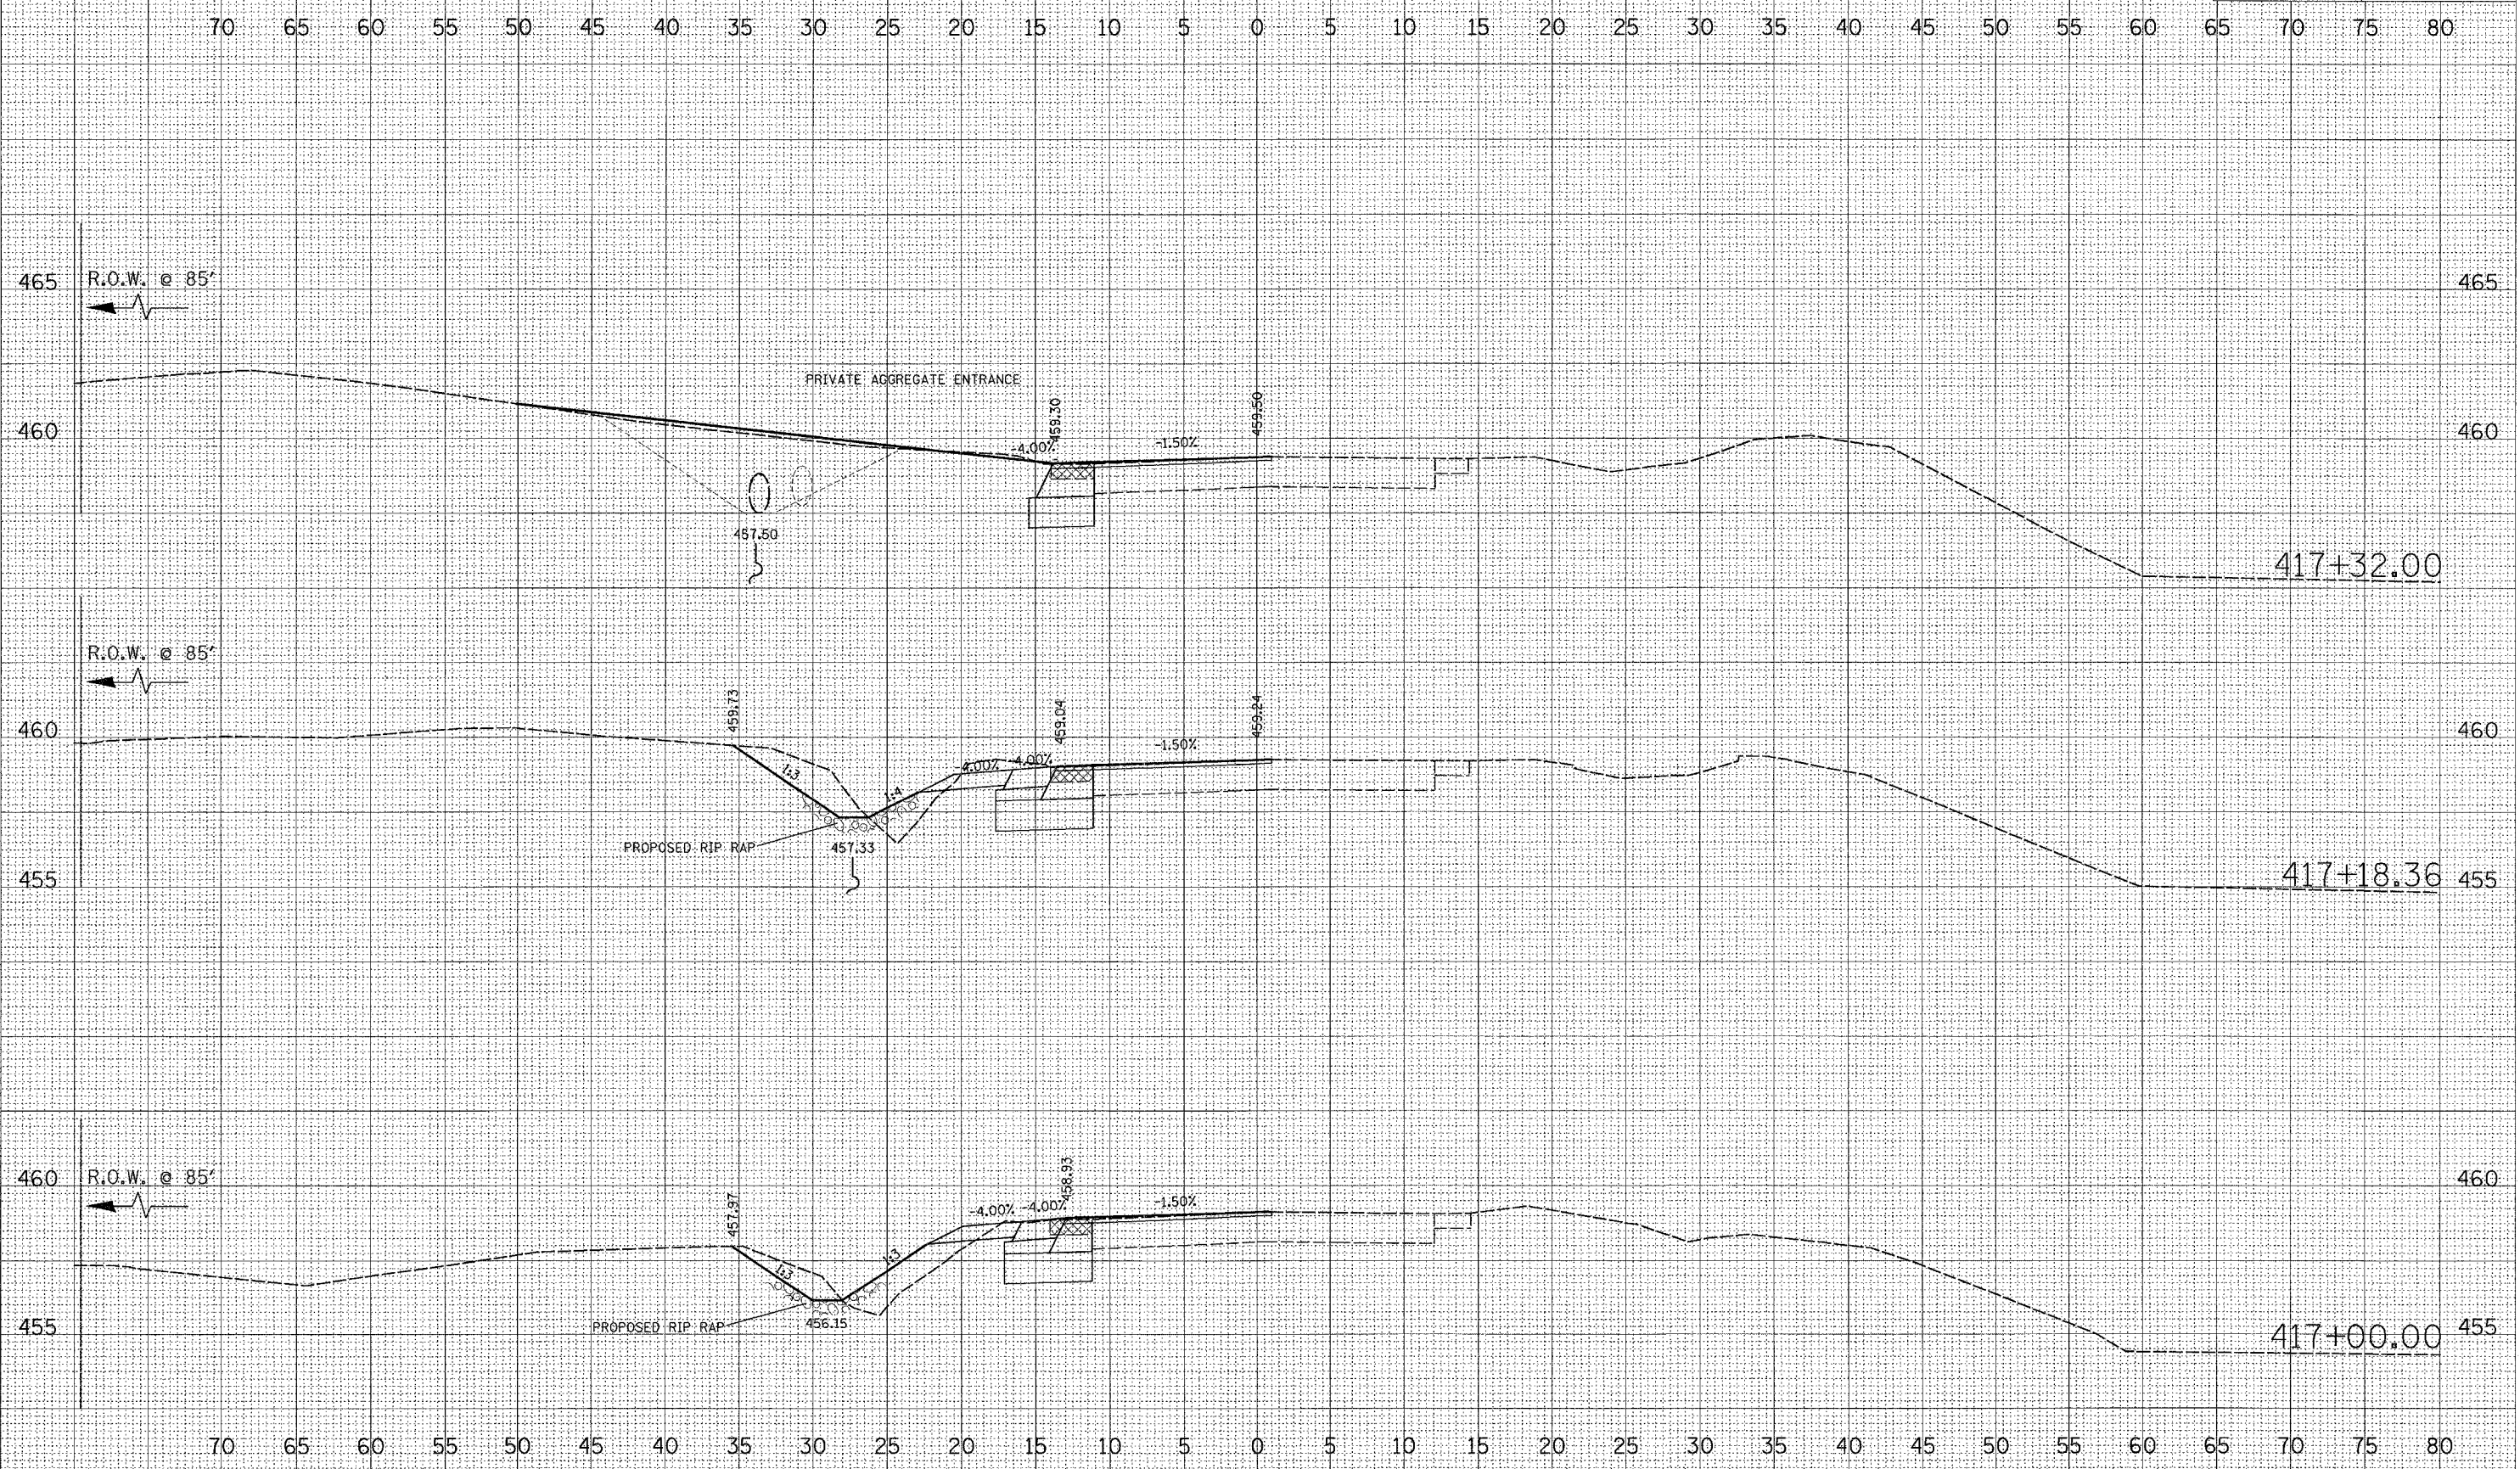 70 65 60 55 50 45 40 35 30 25 20 15 10 5 0 5 10 15 20 25 30 35 40 45 50 55 60 65 70 75 80
465 R.O.W. @ 85' 465
PRIVATE AGGREGATE ENTRANCE
459.30
459.50
460 460
-4.00% -1.50%
457.50
417+32.00
R.O.W. @ 85'
459.73
459.04
459.24
460 460
-1.50%
-4.00% -4.00%
1:3
1:4
PROPOSED RIP RAP 457.33
455 417+18.36 455
460 R.O.W. @ 85' 460
457.97
458.93
-4.00% -4.00% -1.50%
1:3 1:3
PROPOSED RIP RAP 456.15
455 417+00.00 455
70 65 60 55 50 45 40 35 30 25 20 15 10 5 0 5 10 15 20 25 30 35 40 45 50 55 60 65 70 75 80